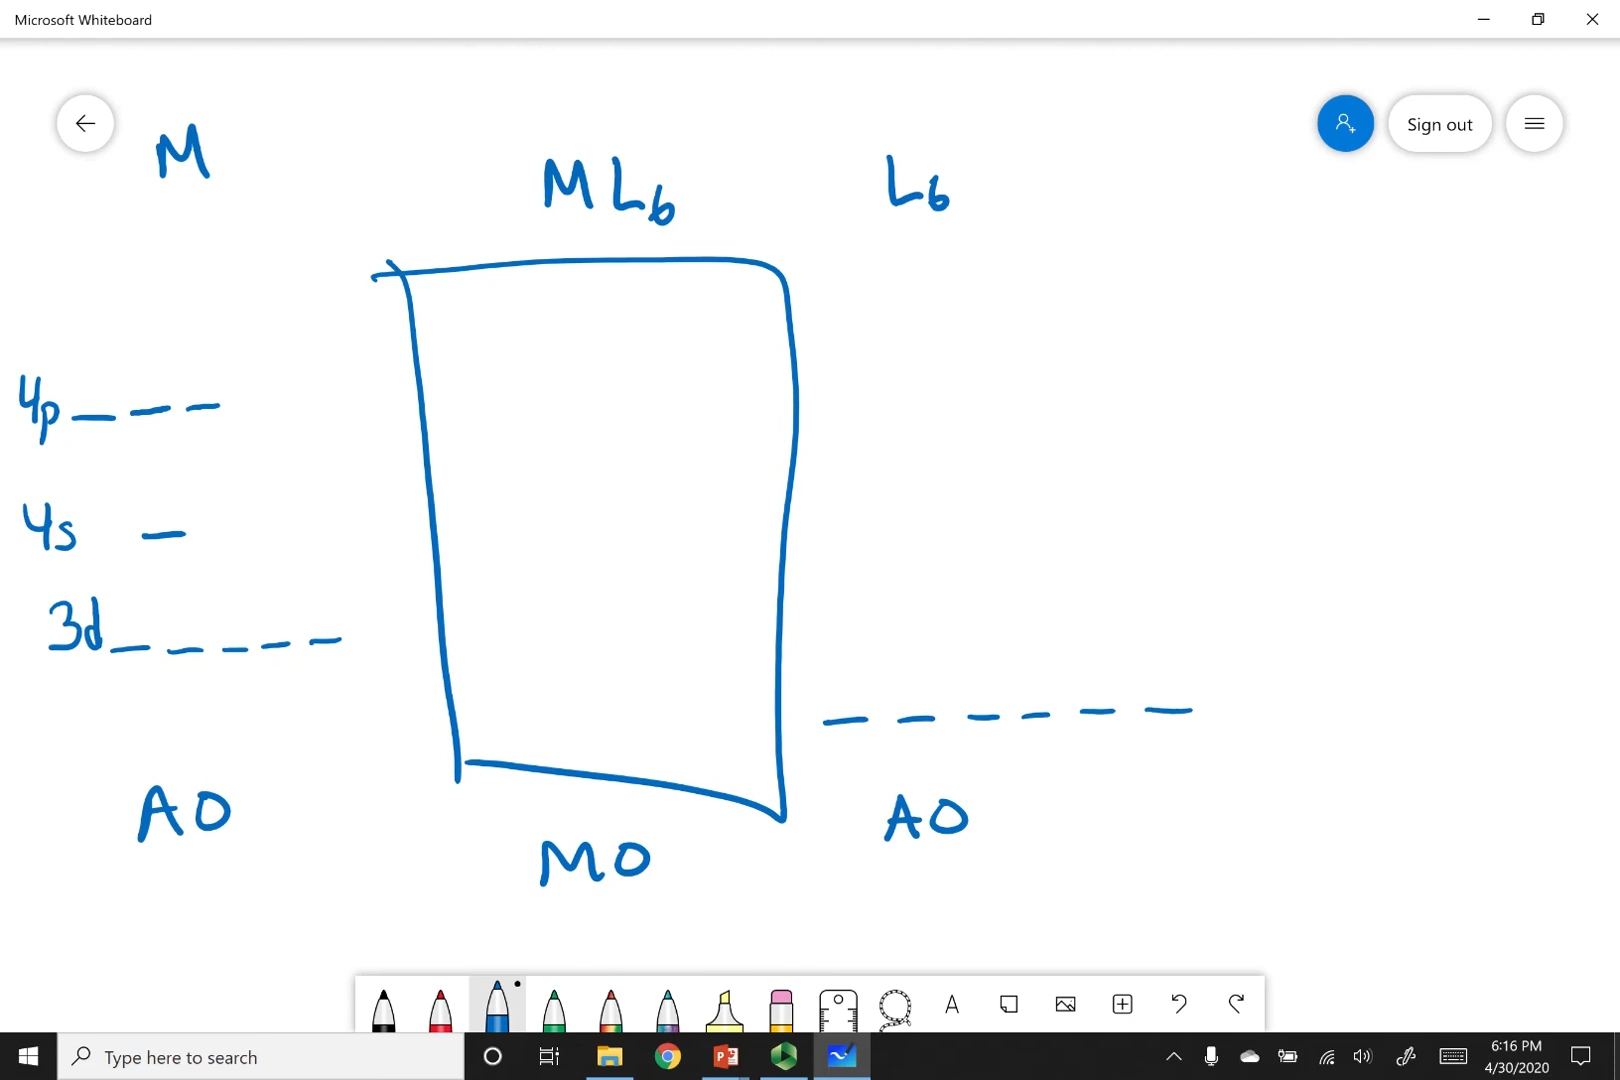 Microsoft Whiteboard
Sign out
M
ML6
L6
4p
4s
3d
AO
MO
AO
A
Type here to search
6:16 PM
4/30/2020